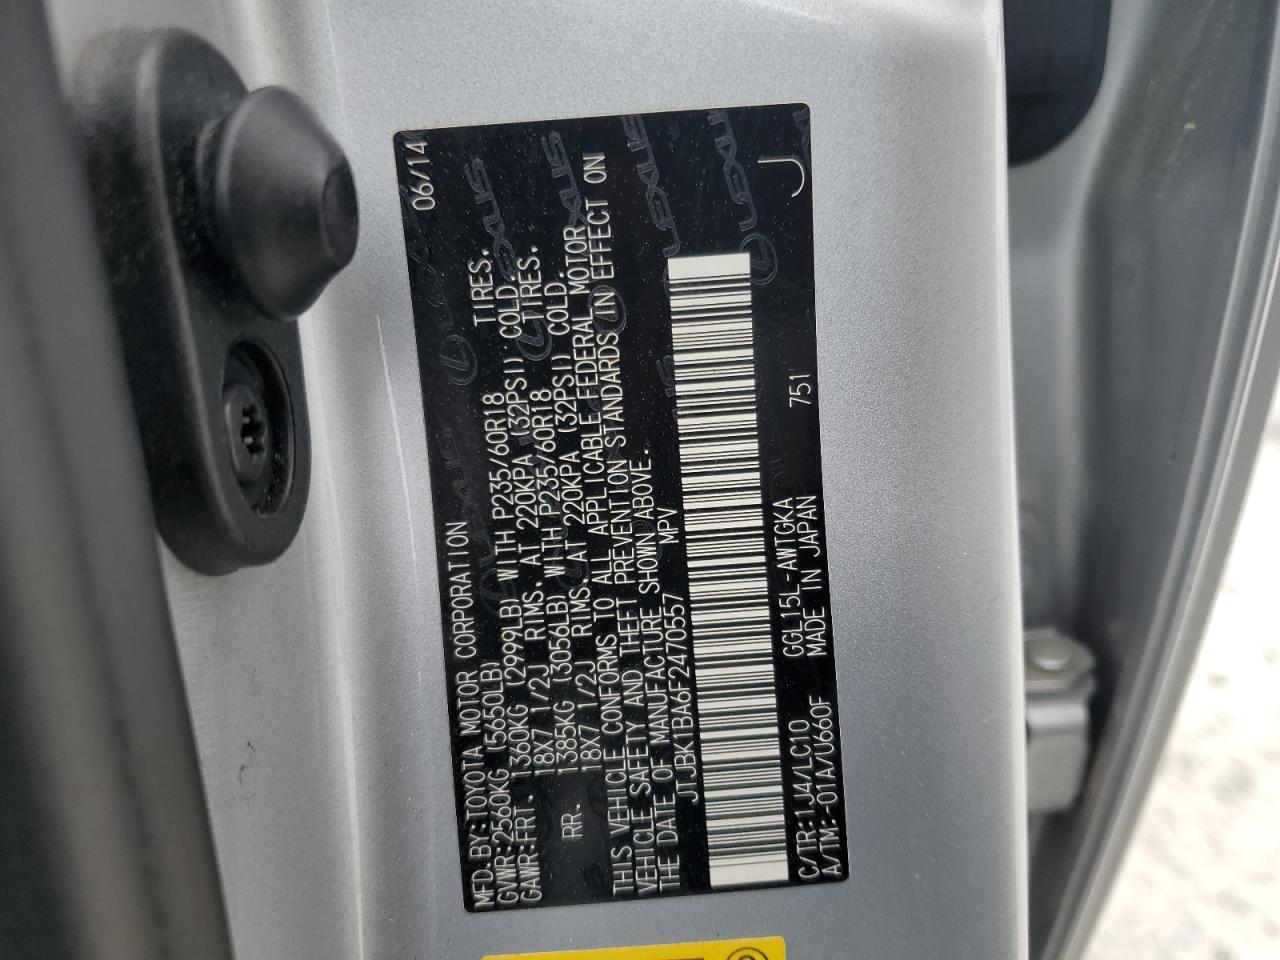 MFD.BY:TOYOTA MOTOR CORPORATION 06/14
GVWR:2560KG (5650LB)
GAWR:FRT. 1360KG (2999LB) WITH P235/60R18 TIRES.
18X7 1/2J RIMS. AT 220KPA (32PSI) COLD.
RR. 1385KG (3056LB) WITH P235/60R18 TIRES.
18X7 1/2J RIMS. AT 220KPA (32PSI) COLD.
THIS VEHICLE CONFORMS TO ALL APPLICABLE FEDERAL MOTOR
VEHICLE SAFETY AND THEFT PREVENTION STANDARDS IN EFFECT ON
THE DATE OF MANUFACTURE SHOWN ABOVE.
JTJBK1BA6F2470557 MPV
C/TR:1J4/LC10 GGL15L-AWTGKA 751 J
A/TM:-01A/U660F MADE IN JAPAN
LEXUS